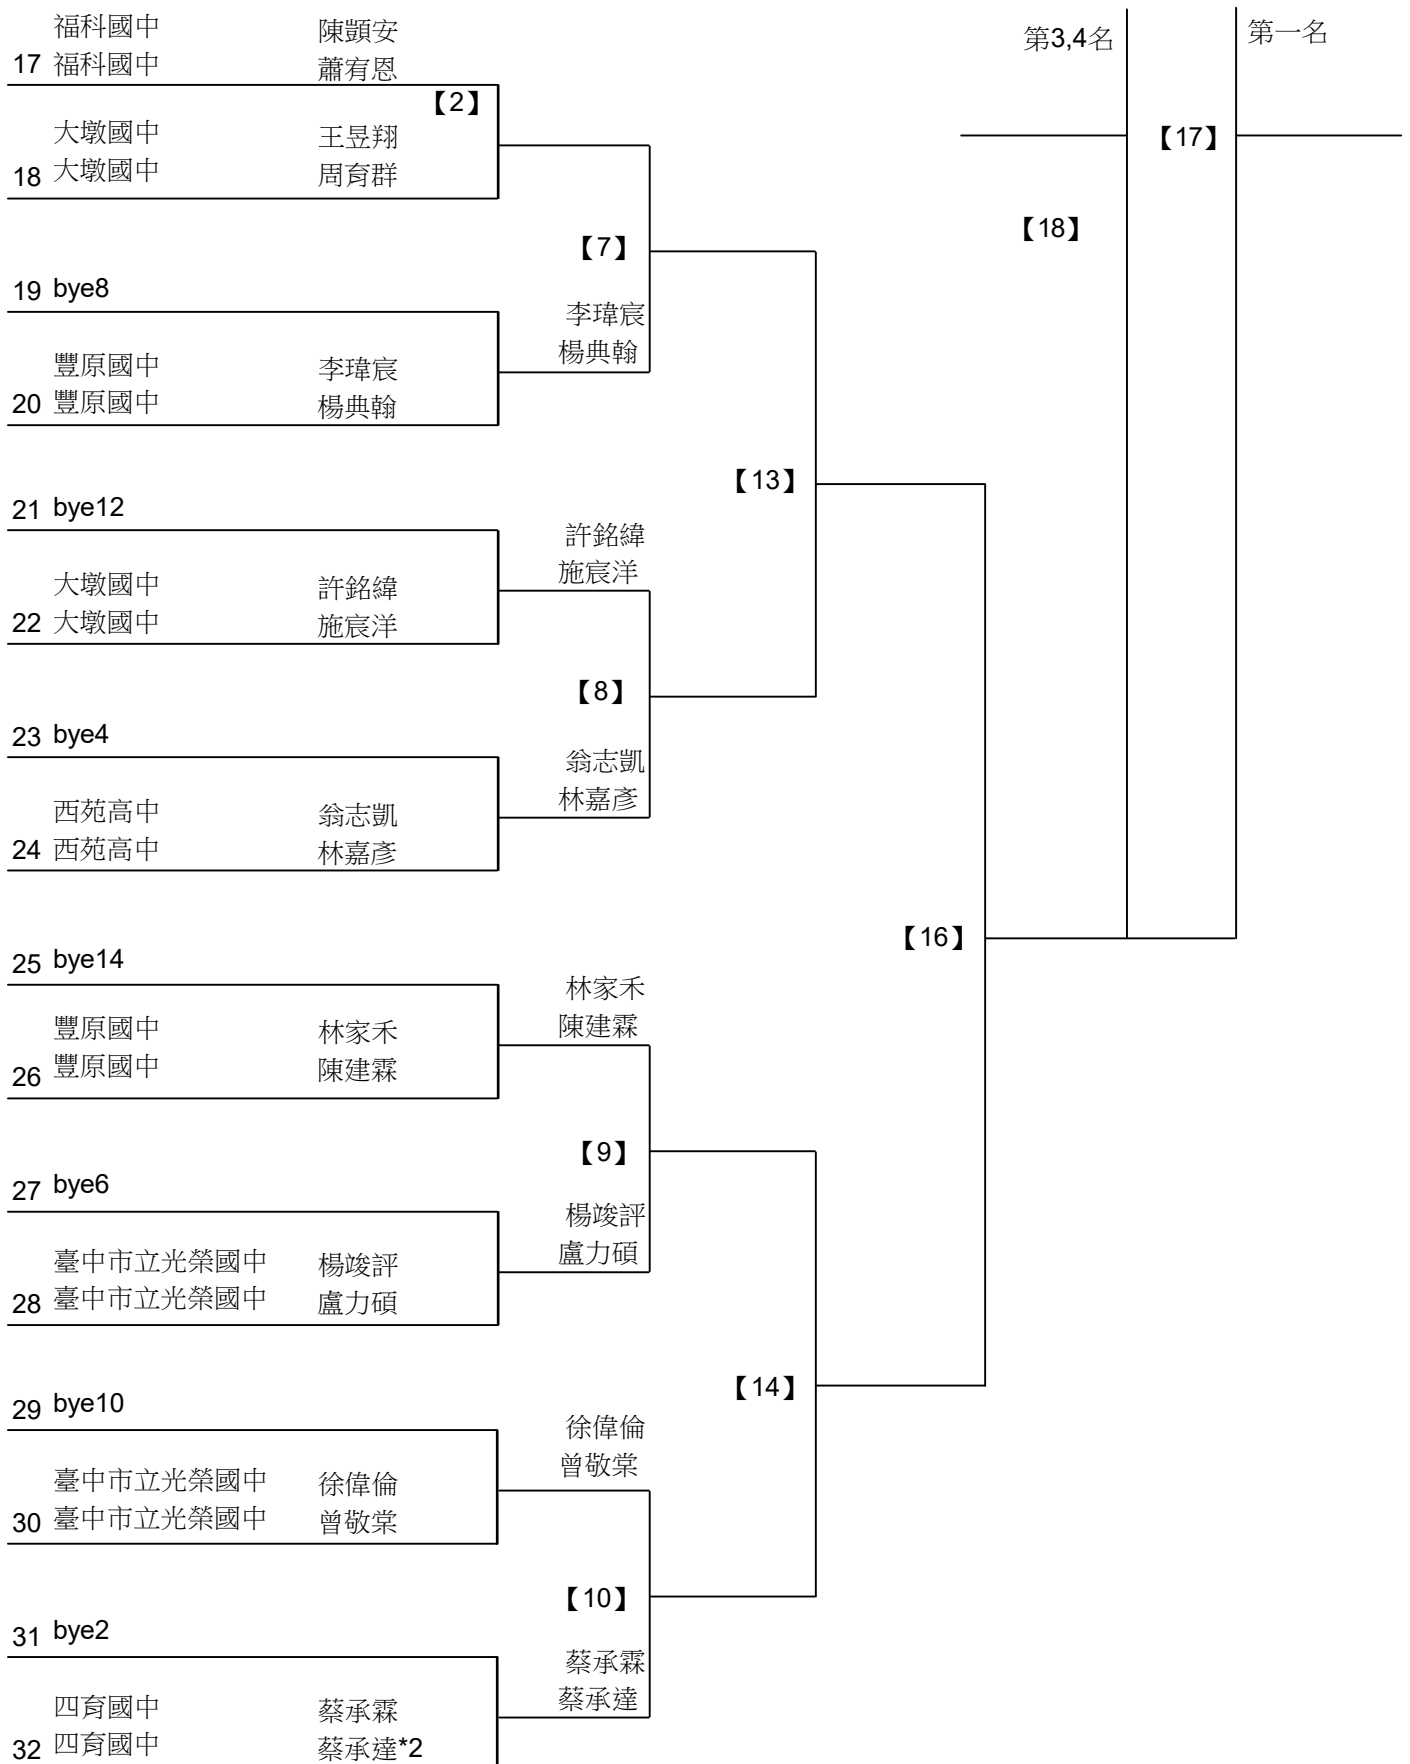 福科國中 陳顗安
17 福科國中 蕭宥恩
【2】
大墩國中 王昱翔
18 大墩國中 周育群
【7】
19 bye8
李瑋宸
楊典翰
豐原國中 李瑋宸
20 豐原國中 楊典翰
【13】
21 bye12
許銘緯
施宸洋
大墩國中 許銘緯
22 大墩國中 施宸洋
【8】
23 bye4
翁志凱
林嘉彥
西苑高中 翁志凱
24 西苑高中 林嘉彥
【16】
25 bye14
林家禾
陳建霖
豐原國中 林家禾
26 豐原國中 陳建霖
【9】
27 bye6
楊竣評
盧力碩
臺中市立光榮國中 楊竣評
28 臺中市立光榮國中 盧力碩
【14】
29 bye10
徐偉倫
曾敬棠
臺中市立光榮國中 徐偉倫
30 臺中市立光榮國中 曾敬棠
【10】
31 bye2
蔡承霖
蔡承達
四育國中 蔡承霖
32 四育國中 蔡承達*2
第3,4名
第一名
【17】
【18】